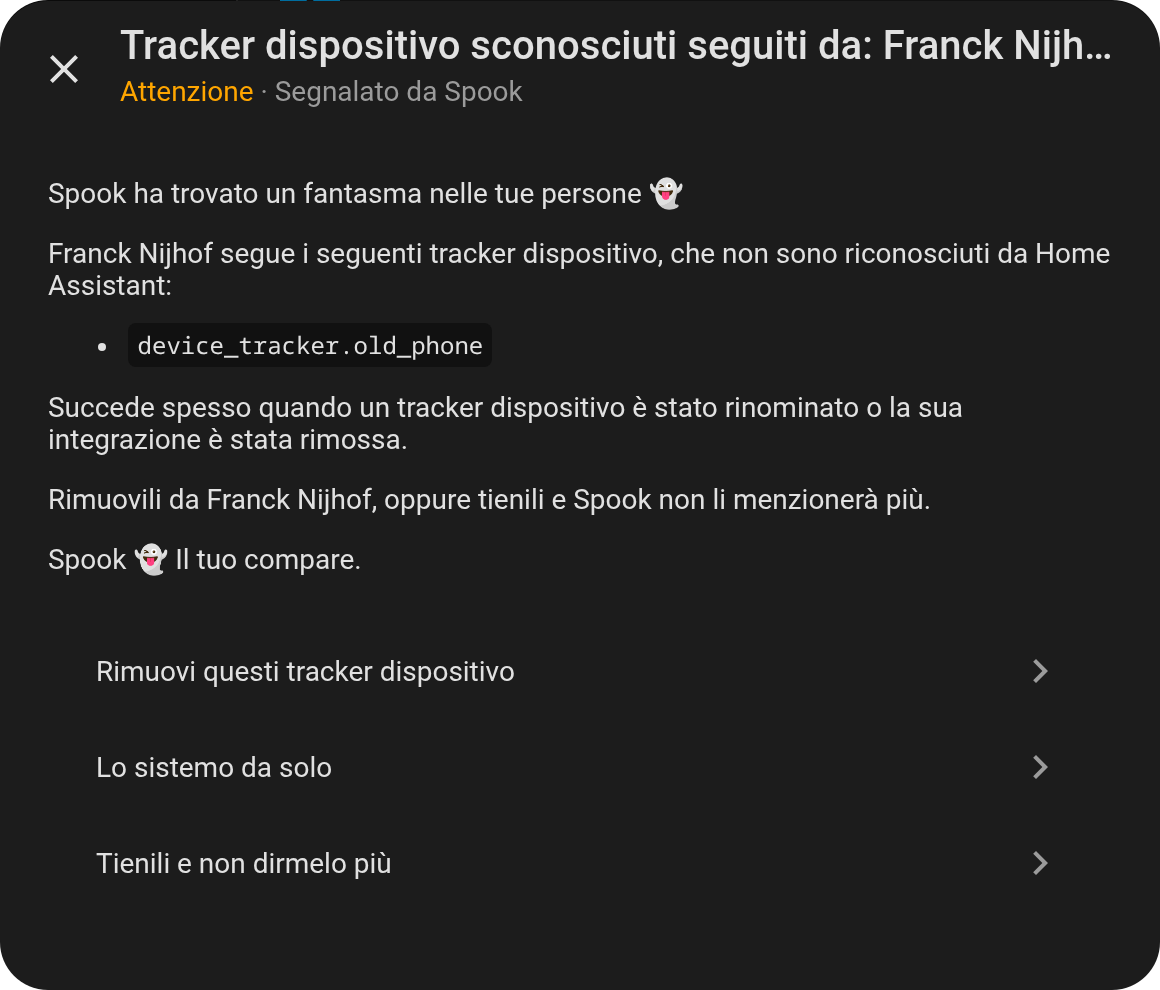 Tracker dispositivo sconosciuti seguiti da: Franck Nijh...
Attenzione · Segnalato da Spook
Spook ha trovato un fantasma nelle tue persone 👻
Franck Nijhof segue i seguenti tracker dispositivo, che non sono riconosciuti da Home
Assistant:
• device_tracker.old_phone
Succede spesso quando un tracker dispositivo è stato rinominato o la sua
integrazione è stata rimossa.
Rimuovili da Franck Nijhof, oppure tienili e Spook non li menzionerà più.
Spook 👻 Il tuo compare.
Rimuovi questi tracker dispositivo
Lo sistemo da solo
Tienili e non dirmelo più